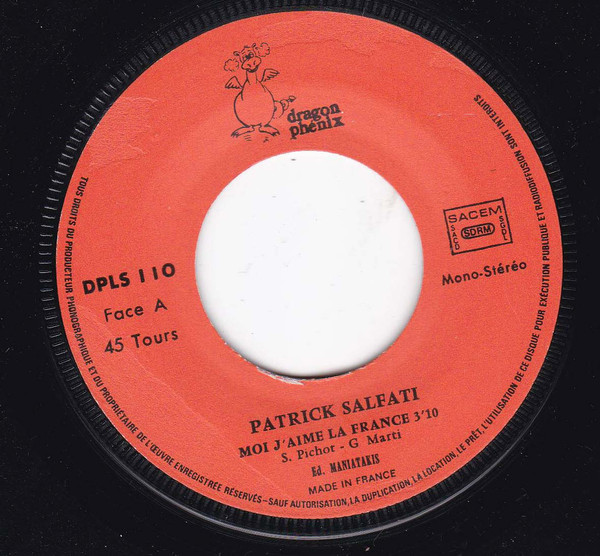 dragon
phénix
SACEM
SACD
SDRM
SGDL
Mono-Stéréo
DPLS 110
Face A
45 Tours
PATRICK SALFATI
MOI J'AIME LA FRANCE 3'10
S. Pichot - G Marti
Ed. MANIATAKIS
MADE IN FRANCE
TOUS DROITS DU PRODUCTEUR PHONOGRAPHIQUE ET DU PROPRIÉTAIRE DE L'ŒUVRE ENREGISTRÉE RÉSERVÉS - SAUF AUTORISATION, LA DUPLICATION, LA LOCATION, LE PRÊT, L'UTILISATION DE CE DISQUE POUR EXÉCUTION PUBLIQUE ET RADIODIFFUSION SONT INTERDITS